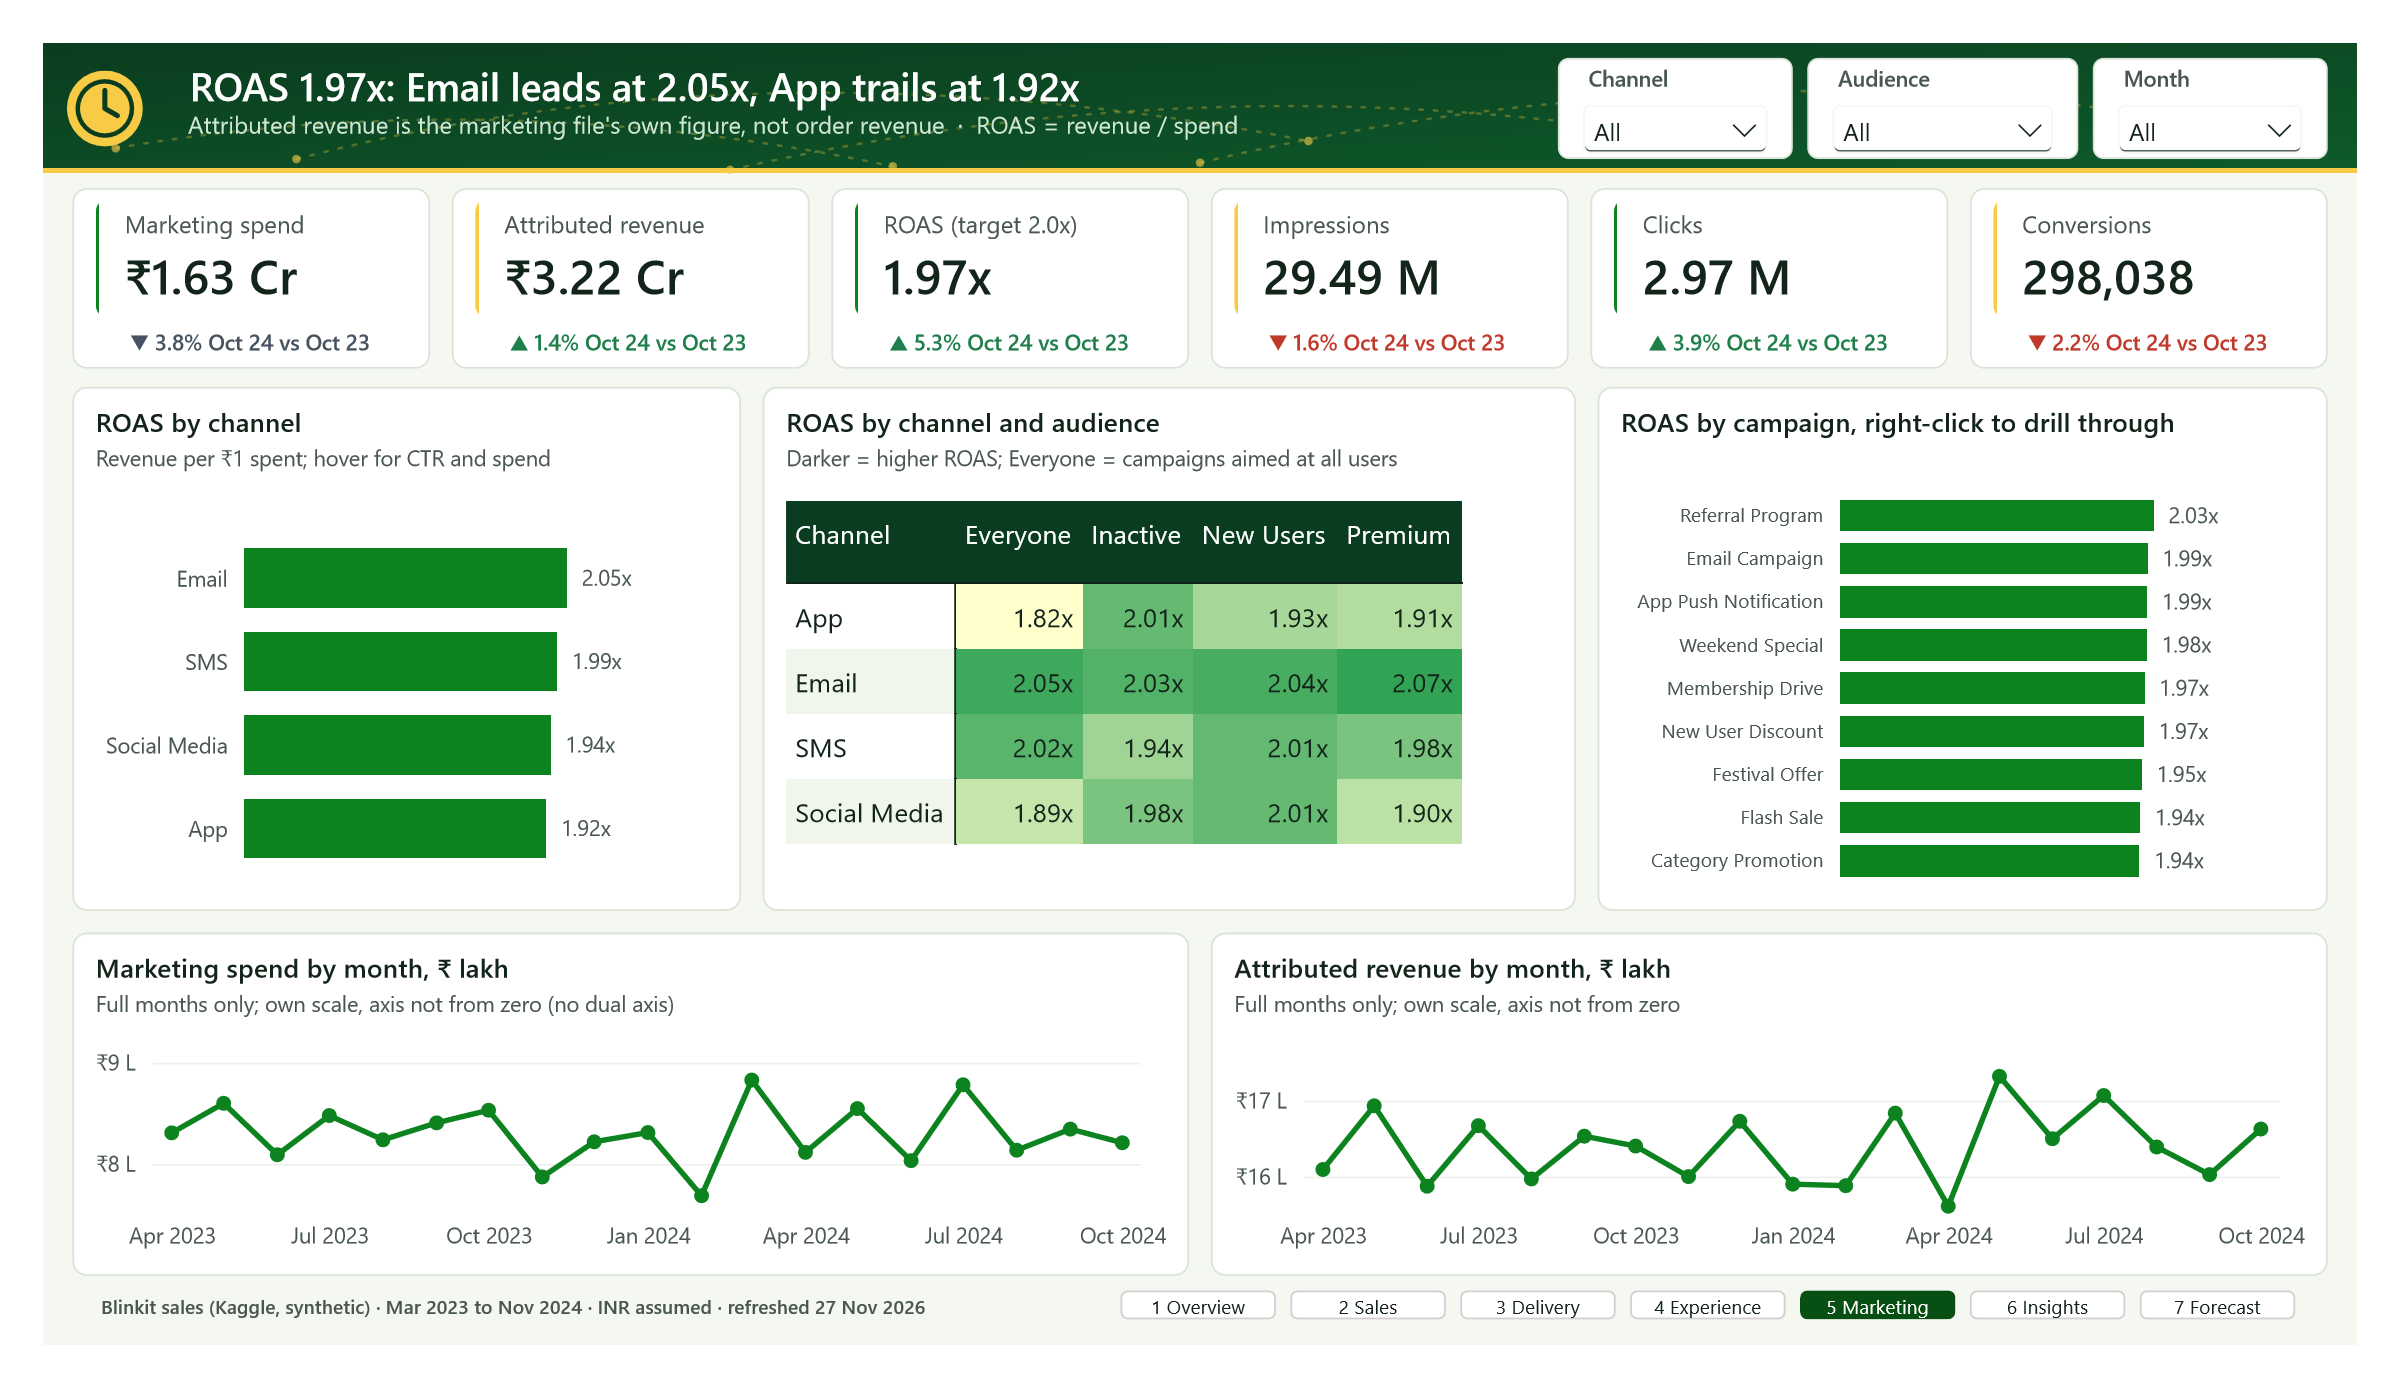 ROAS 1.97x: Email leads at 2.05x, App trails at 1.92x
Attributed revenue is the marketing file's own figure, not order revenue · ROAS = revenue / spend
Channel
All
Audience
All
Month
All
Marketing spend
₹1.63 Cr
▼ 3.8% Oct 24 vs Oct 23
Attributed revenue
₹3.22 Cr
▲ 1.4% Oct 24 vs Oct 23
ROAS (target 2.0x)
1.97x
▲ 5.3% Oct 24 vs Oct 23
Impressions
29.49 M
▼ 1.6% Oct 24 vs Oct 23
Clicks
2.97 M
▲ 3.9% Oct 24 vs Oct 23
Conversions
298,038
▼ 2.2% Oct 24 vs Oct 23
ROAS by channel
Revenue per ₹1 spent; hover for CTR and spend
Email 2.05x
SMS 1.99x
Social Media 1.94x
App 1.92x
ROAS by channel and audience
Darker = higher ROAS; Everyone = campaigns aimed at all users
Channel Everyone Inactive New Users Premium
App 1.82x 2.01x 1.93x 1.91x
Email 2.05x 2.03x 2.04x 2.07x
SMS 2.02x 1.94x 2.01x 1.98x
Social Media 1.89x 1.98x 2.01x 1.90x
ROAS by campaign, right-click to drill through
Referral Program 2.03x
Email Campaign 1.99x
App Push Notification 1.99x
Weekend Special 1.98x
Membership Drive 1.97x
New User Discount 1.97x
Festival Offer 1.95x
Flash Sale 1.94x
Category Promotion 1.94x
Marketing spend by month, ₹ lakh
Full months only; own scale, axis not from zero (no dual axis)
₹9 L
₹8 L
Apr 2023 Jul 2023 Oct 2023 Jan 2024 Apr 2024 Jul 2024 Oct 2024
Attributed revenue by month, ₹ lakh
Full months only; own scale, axis not from zero
₹17 L
₹16 L
Apr 2023 Jul 2023 Oct 2023 Jan 2024 Apr 2024 Jul 2024 Oct 2024
Blinkit sales (Kaggle, synthetic) · Mar 2023 to Nov 2024 · INR assumed · refreshed 27 Nov 2026
1 Overview
2 Sales
3 Delivery
4 Experience
5 Marketing
6 Insights
7 Forecast